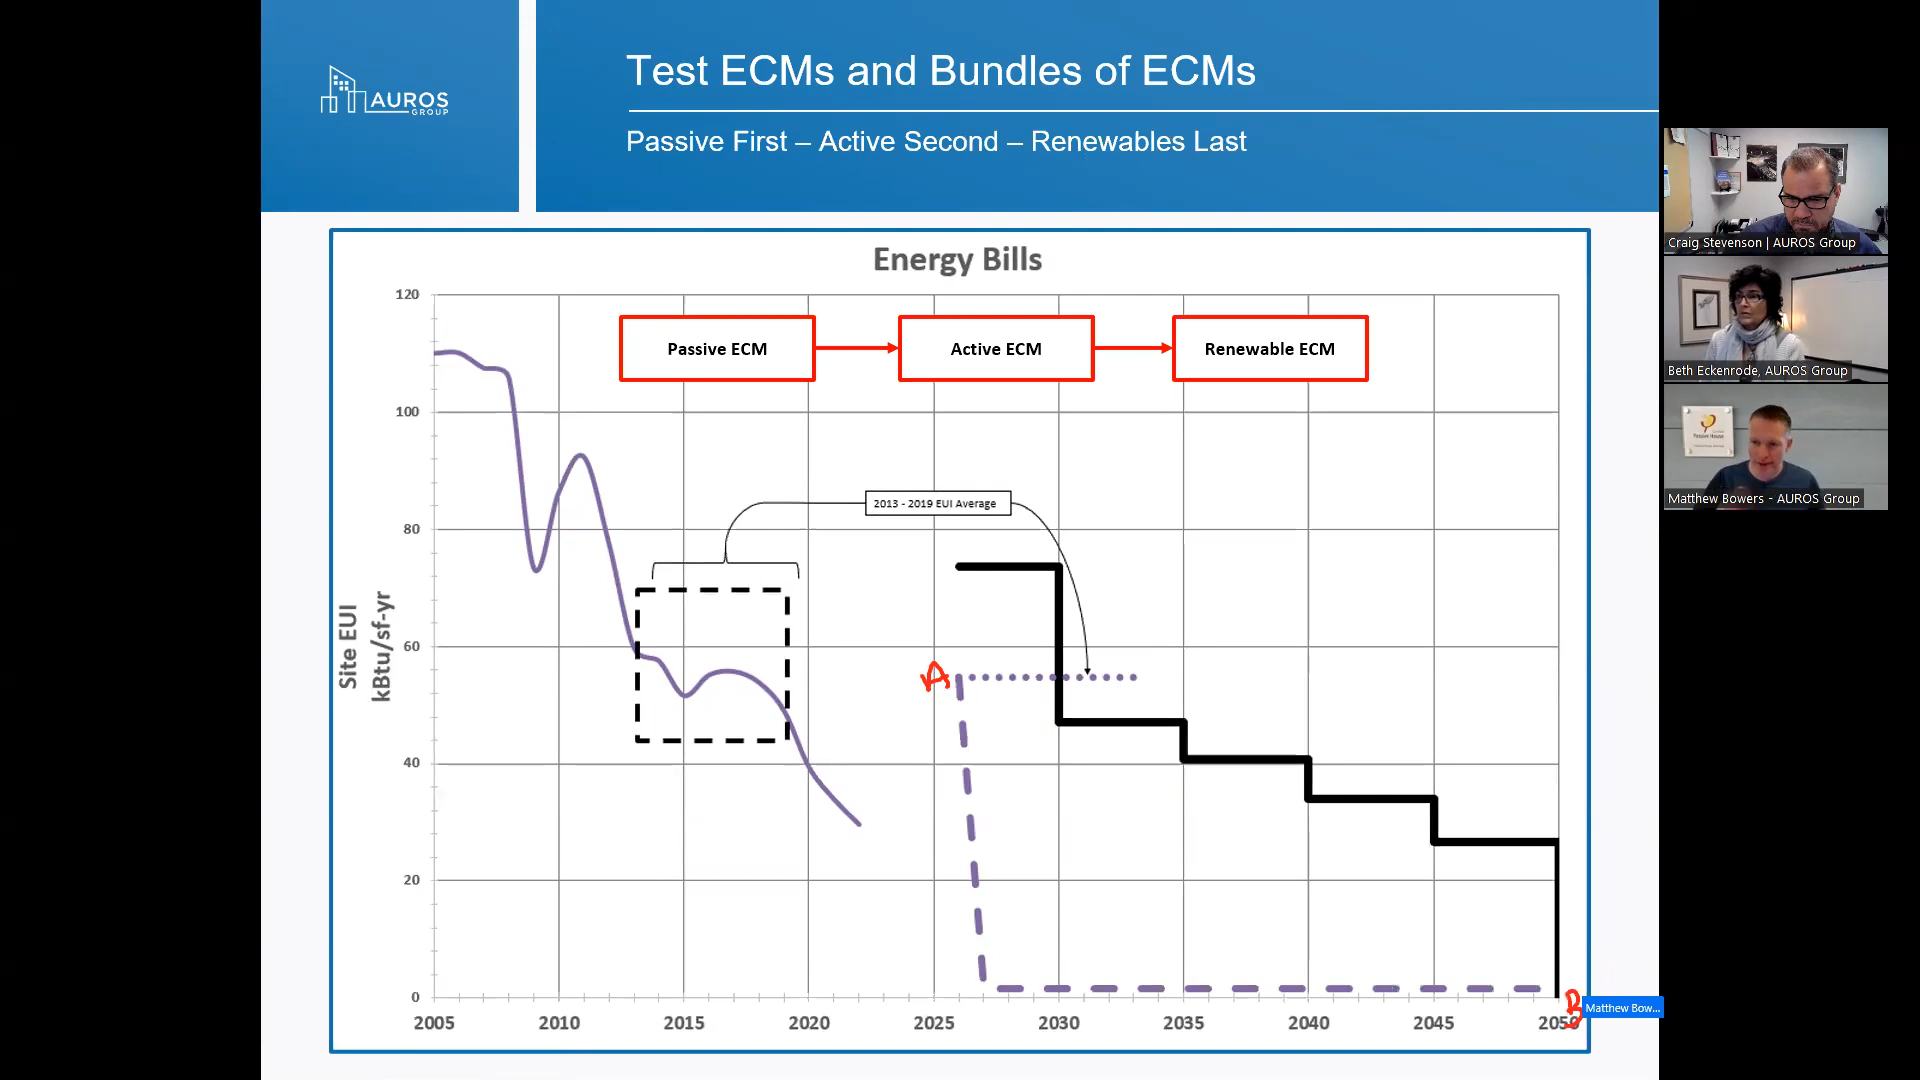 AUROS
GROUP
Test ECMs and Bundles of ECMs
Passive First – Active Second – Renewables Last
Energy Bills
Passive ECM
Active ECM
Renewable ECM
2013 - 2019 EUI Average
Site EUI
kBtu/sf-yr
120
100
80
60
40
20
0
2005
2010
2015
2020
2025
2030
2035
2040
2045
2050
A
B
Matthew Bow...
Craig Stevenson | AUROS Group
Beth Eckenrode, AUROS Group
Passive House
Matthew Bowers - AUROS Group